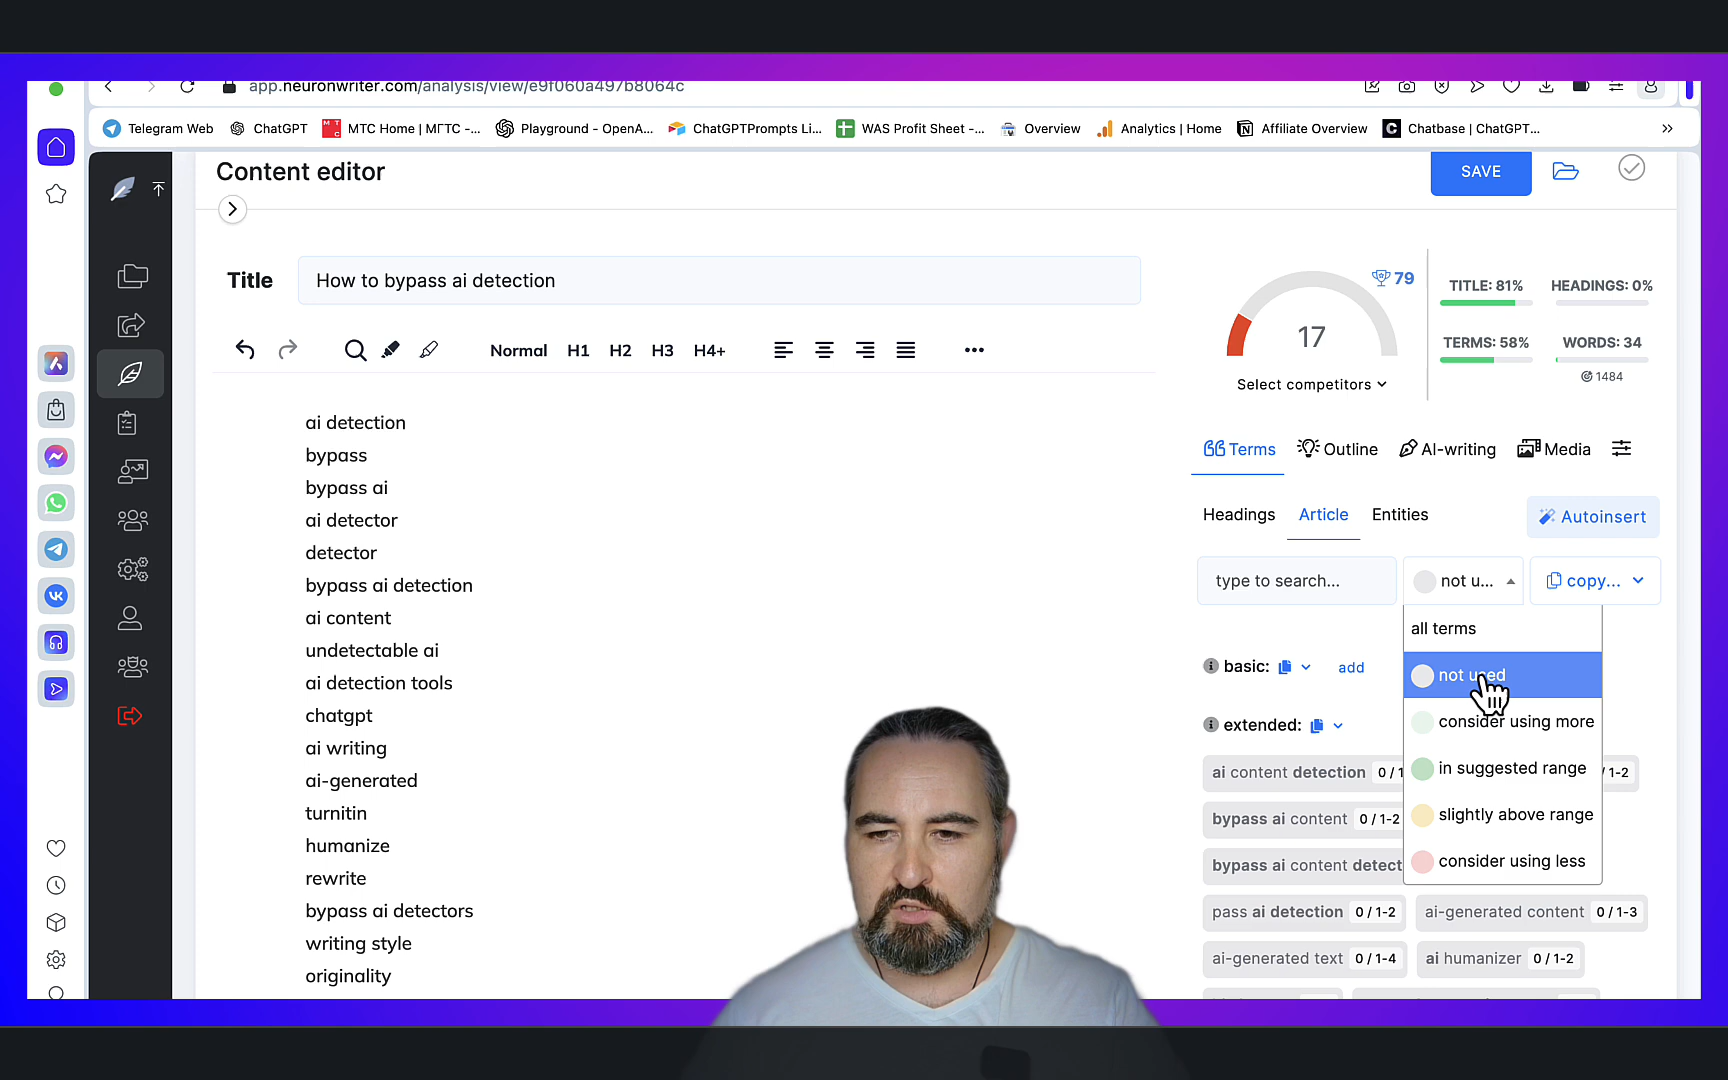 app.neuronwriter.com/analysis/view/e9f060a497b8064c
Telegram Web
ChatGPT
MTC Home | МГТС -...
Playground - OpenA...
ChatGPTPrompts Li...
WAS Profit Sheet -...
Overview
Analytics | Home
Affiliate Overview
Chatbase | ChatGPT...
Content editor
SAVE
Title
How to bypass ai detection
79
17
Select competitors
TITLE: 81%
HEADINGS: 0%
TERMS: 58%
WORDS: 34
1484
Normal H1 H2 H3 H4+
ai detection
bypass
bypass ai
ai detector
detector
bypass ai detection
ai content
undetectable ai
ai detection tools
chatgpt
ai writing
ai-generated
turnitin
humanize
rewrite
bypass ai detectors
writing style
originality
Terms
Outline
AI-writing
Media
Headings
Article
Entities
Autoinsert
type to search...
not u...
copy...
all terms
not used
consider using more
in suggested range
slightly above range
consider using less
basic:
add
extended:
ai content detection 0 / 1
/ 1-2
bypass ai content 0 / 1-2
bypass ai content detect
pass ai detection 0 / 1-2
ai-generated content 0 / 1-3
ai-generated text 0 / 1-4
ai humanizer 0 / 1-2